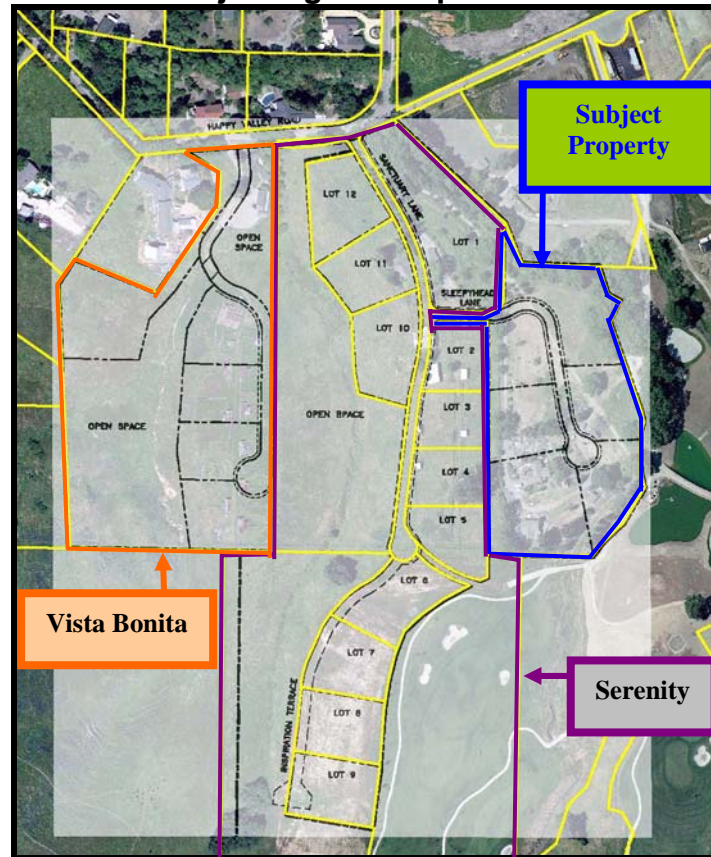 Subject
Property
HAPPY VALLEY ROAD
SANCTUARY LANE
LOT 12
OPEN
SPACE
LOT 1
LOT 11
SLEEPYHEAD
LANE
LOT 10
LOT 2
LOT 3
OPEN SPACE
OPEN SPACE
LOT 4
LOT 5
LOT 6
Vista Bonita
LOT 7
Serenity
INSPIRATION TERRACE
LOT 8
LOT 9